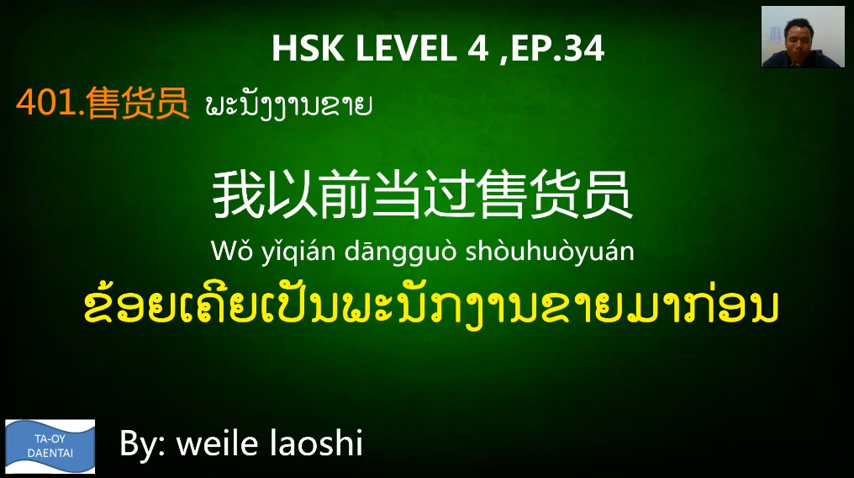 HSK LEVEL 4 ,EP.34
401.售货员 ພະນັງງານຂາຍ
我以前当过售货员
Wǒ yǐqián dāngguò shòuhuòyuán
ຂ້ອຍເຄີຍເປັນພະນັກງານຂາຍມາກ່ອນ
TA-OY
DAENTAI
By: weile laoshi